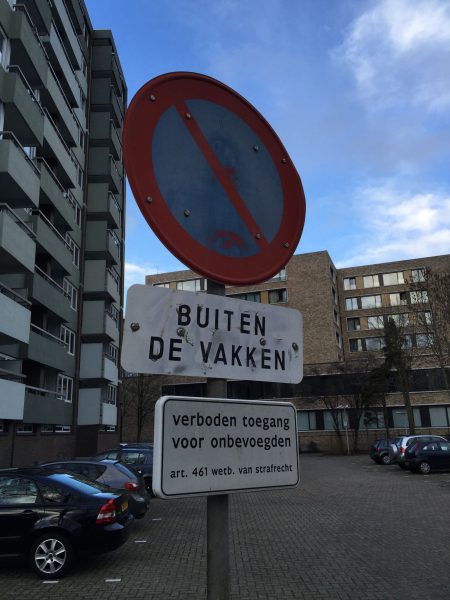 BUITEN
DE VAKKEN
verboden toegang
voor onbevoegden
art. 461 wetb. van strafrecht